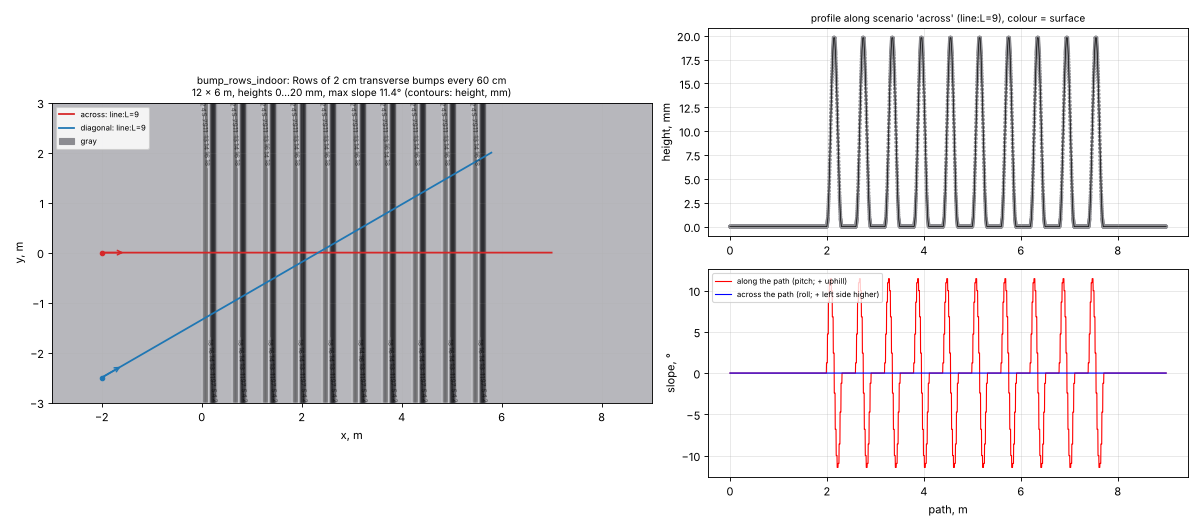 bump_rows_indoor: Rows of 2 cm transverse bumps every 60 cm
12 × 6 m, heights 0...20 mm, max slope 11.4° (contours: height, mm)
across: line:L=9
diagonal: line:L=9
gray
3
2
1
0
−1
−2
−3
y, m
−2
0
2
4
6
8
x, m
profile along scenario 'across' (line:L=9), colour = surface
20.0
17.5
15.0
12.5
10.0
7.5
5.0
2.5
0.0
height, mm
0
2
4
6
8
along the path (pitch; + uphill)
across the path (roll; + left side higher)
10
5
0
−5
−10
slope, °
0
2
4
6
8
path, m